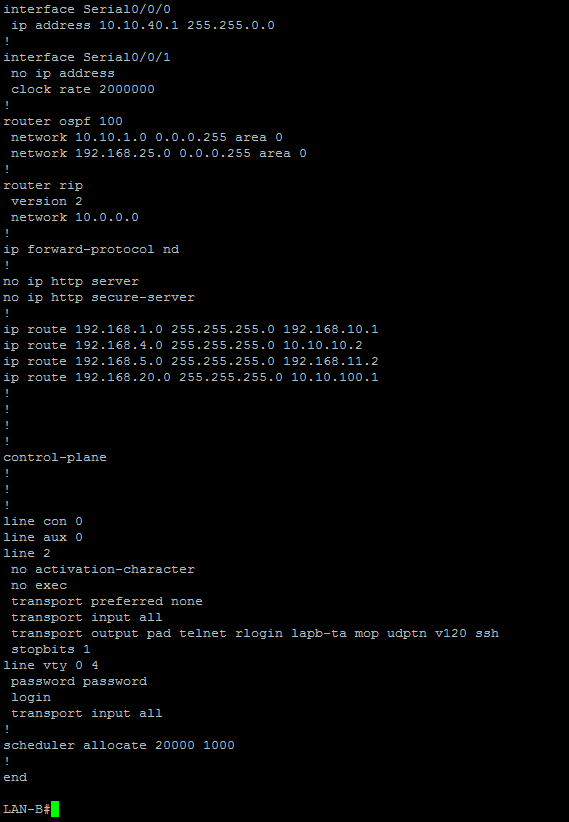 interface Serial0/0/0
 ip address 10.10.40.1 255.255.0.0
!
interface Serial0/0/1
 no ip address
 clock rate 2000000
!
router ospf 100
 network 10.10.1.0 0.0.0.255 area 0
 network 192.168.25.0 0.0.0.255 area 0
!
router rip
 version 2
 network 10.0.0.0
!
ip forward-protocol nd
!
no ip http server
no ip http secure-server
!
ip route 192.168.1.0 255.255.255.0 192.168.10.1
ip route 192.168.4.0 255.255.255.0 10.10.10.2
ip route 192.168.5.0 255.255.255.0 192.168.11.2
ip route 192.168.20.0 255.255.255.0 10.10.100.1
!
!
!
!
control-plane
!
!
!
line con 0
line aux 0
line 2
 no activation-character
 no exec
 transport preferred none
 transport input all
 transport output pad telnet rlogin lapb-ta mop udptn v120 ssh
 stopbits 1
line vty 0 4
 password password
 login
 transport input all
!
scheduler allocate 20000 1000
!
end
LAN-B#